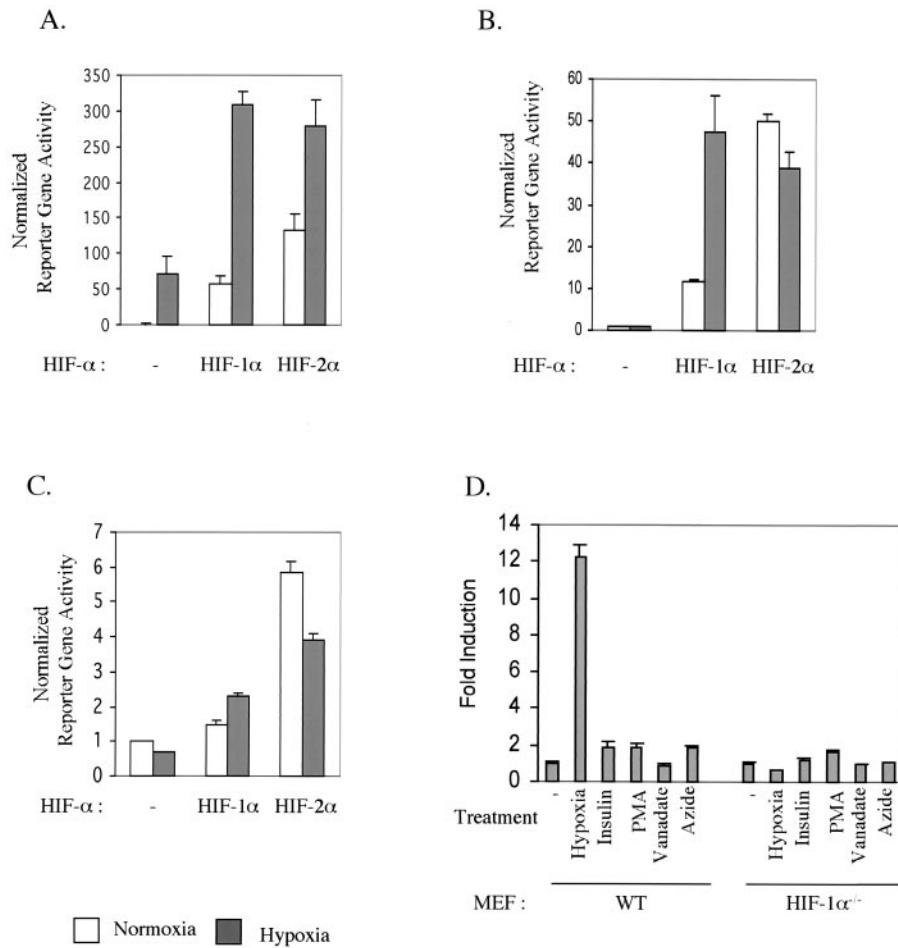 A.
Normalized
Reporter Gene Activity
350
300
250
200
150
100
50
0
HIF-α : - HIF-1α HIF-2α
B.
Normalized
Reporter Gene Activity
60
50
40
30
20
10
0
HIF-α : - HIF-1α HIF-2α
C.
Normalized
Reporter Gene Activity
7
6
5
4
3
2
1
0
HIF-α : - HIF-1α HIF-2α
Normoxia Hypoxia
D.
Fold Induction
14
12
10
8
6
4
2
0
Treatment - Hypoxia Insulin PMA Vanadate Azide - Hypoxia Insulin PMA Vanadate Azide
MEF : WT HIF-1α-/-